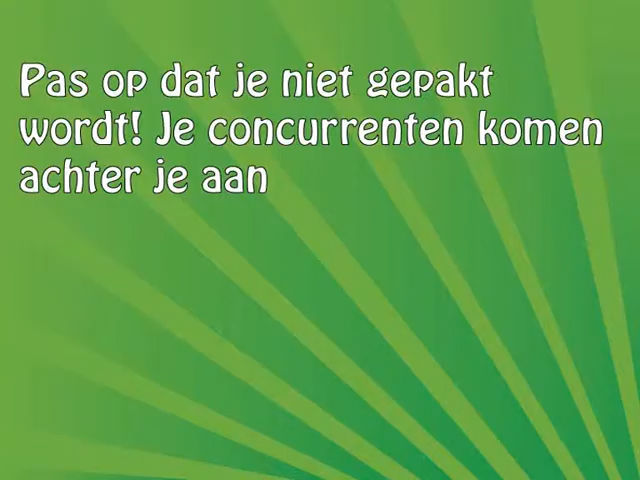 Pas op dat je niet gepakt
wordt! Je concurrenten komen
achter je aan